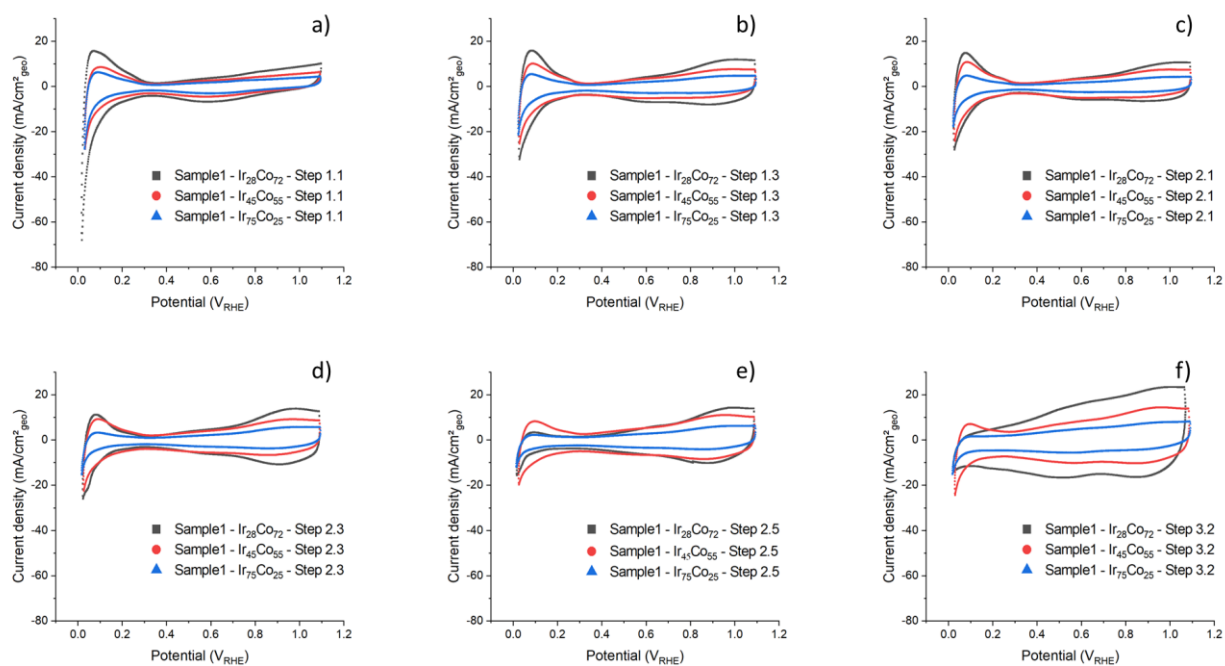 a)
Current density (mA/cm²geo)
20
0
-20
-40
-60
-80
Sample1 - Ir28Co72 - Step 1.1
Sample1 - Ir45Co55 - Step 1.1
Sample1 - Ir75Co25 - Step 1.1
0.0 0.2 0.4 0.6 0.8 1.0 1.2
Potential (VRHE)
b)
Current density (mA/cm²geo)
20
0
-20
-40
-60
-80
Sample1 - Ir28Co72 - Step 1.3
Sample1 - Ir45Co55 - Step 1.3
Sample1 - Ir75Co25 - Step 1.3
0.0 0.2 0.4 0.6 0.8 1.0 1.2
Potential (VRHE)
c)
Current density (mA/cm²geo)
20
0
-20
-40
-60
-80
Sample1 - Ir28Co72 - Step 2.1
Sample1 - Ir45Co55 - Step 2.1
Sample1 - Ir75Co25 - Step 2.1
0.0 0.2 0.4 0.6 0.8 1.0 1.2
Potential (VRHE)
d)
Current density (mA/cm²geo)
20
0
-20
-40
-60
-80
Sample1 - Ir28Co72 - Step 2.3
Sample1 - Ir45Co55 - Step 2.3
Sample1 - Ir75Co25 - Step 2.3
0.0 0.2 0.4 0.6 0.8 1.0 1.2
Potential (VRHE)
e)
Current density (mA/cm²geo)
20
0
-20
-40
-60
-80
Sample1 - Ir28Co72 - Step 2.5
Sample1 - Ir45Co55 - Step 2.5
Sample1 - Ir75Co25 - Step 2.5
0.0 0.2 0.4 0.6 0.8 1.0 1.2
Potential (VRHE)
f)
Current density (mA/cm²geo)
20
0
-20
-40
-60
-80
Sample1 - Ir28Co72 - Step 3.2
Sample1 - Ir45Co55 - Step 3.2
Sample1 - Ir75Co25 - Step 3.2
0.0 0.2 0.4 0.6 0.8 1.0 1.2
Potential (VRHE)